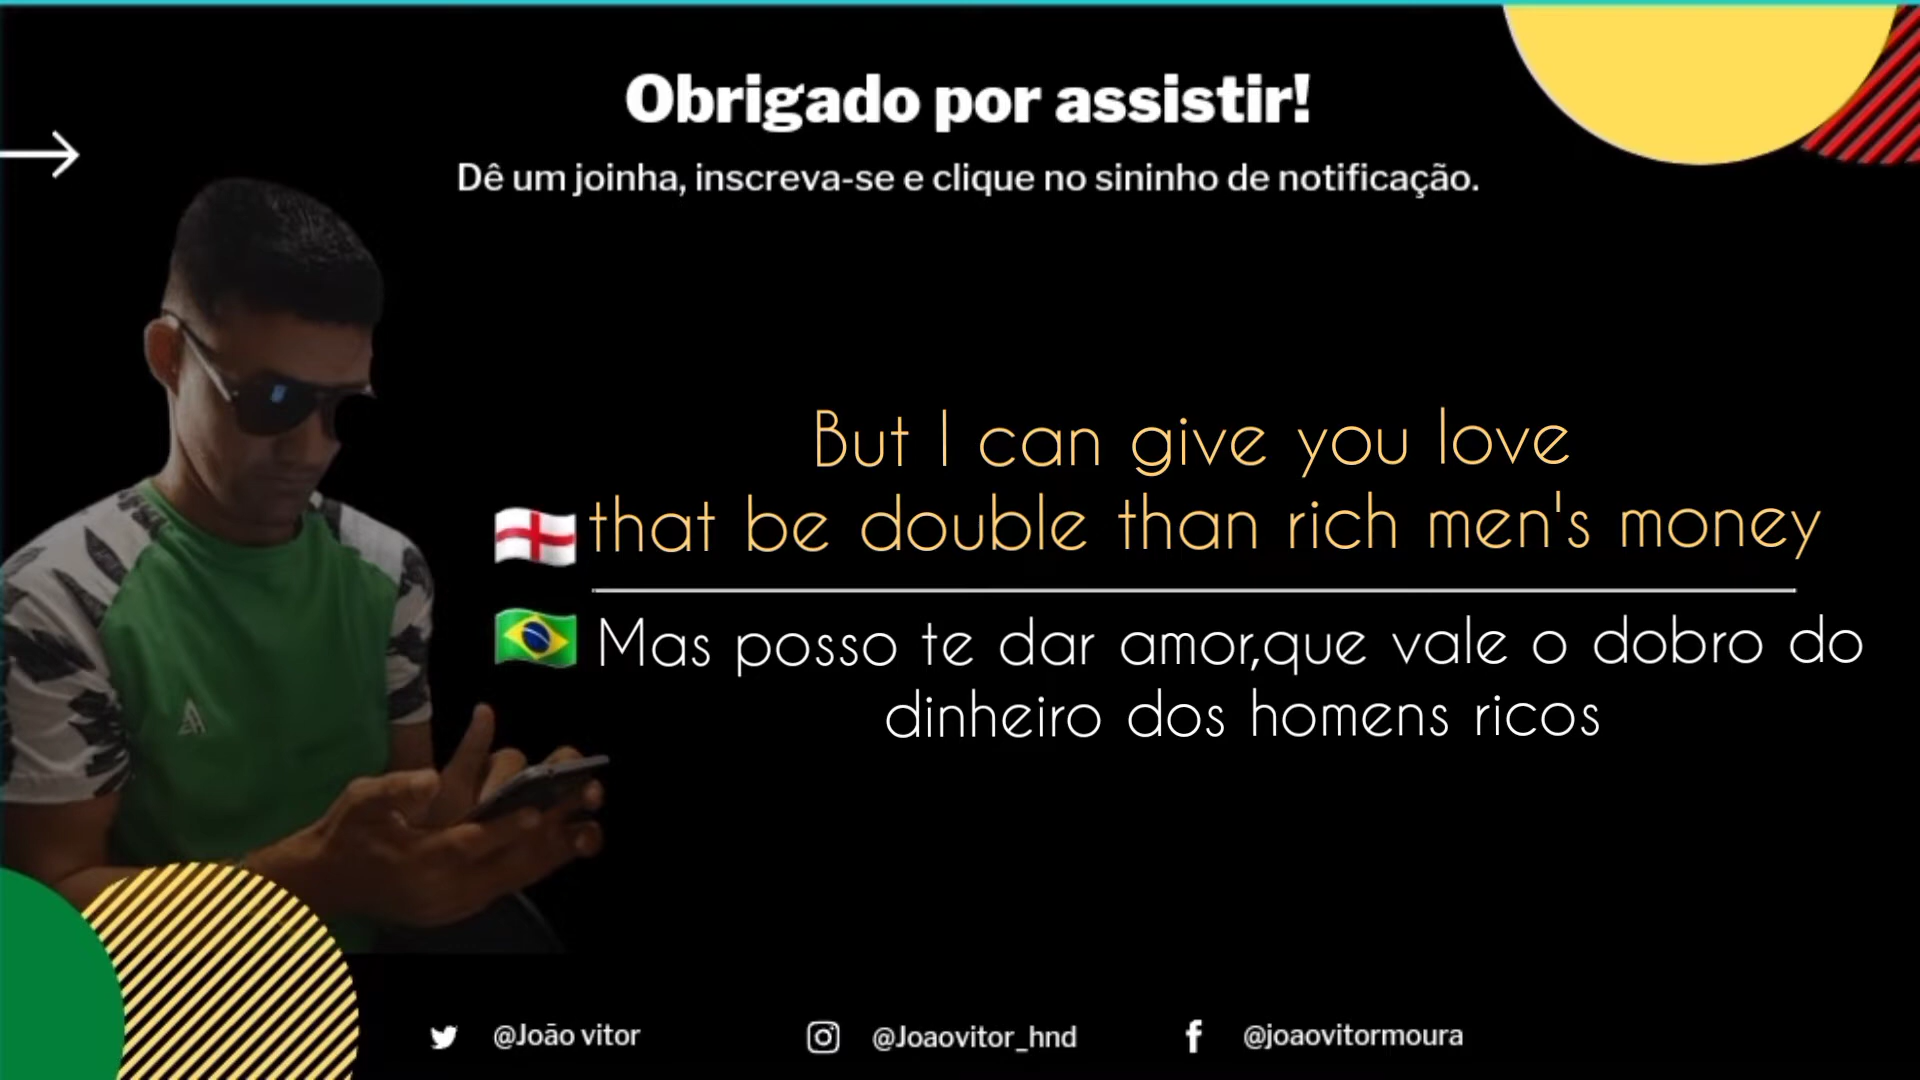 Obrigado por assistir!
Dê um joinha, inscreva-se e clique no sininho de notificação.
But I can give you love
that be double than rich men's money
Mas posso te dar amor,que vale o dobro do
dinheiro dos homens ricos
@João vitor
@Joaovitor_hnd
@joaovitormoura